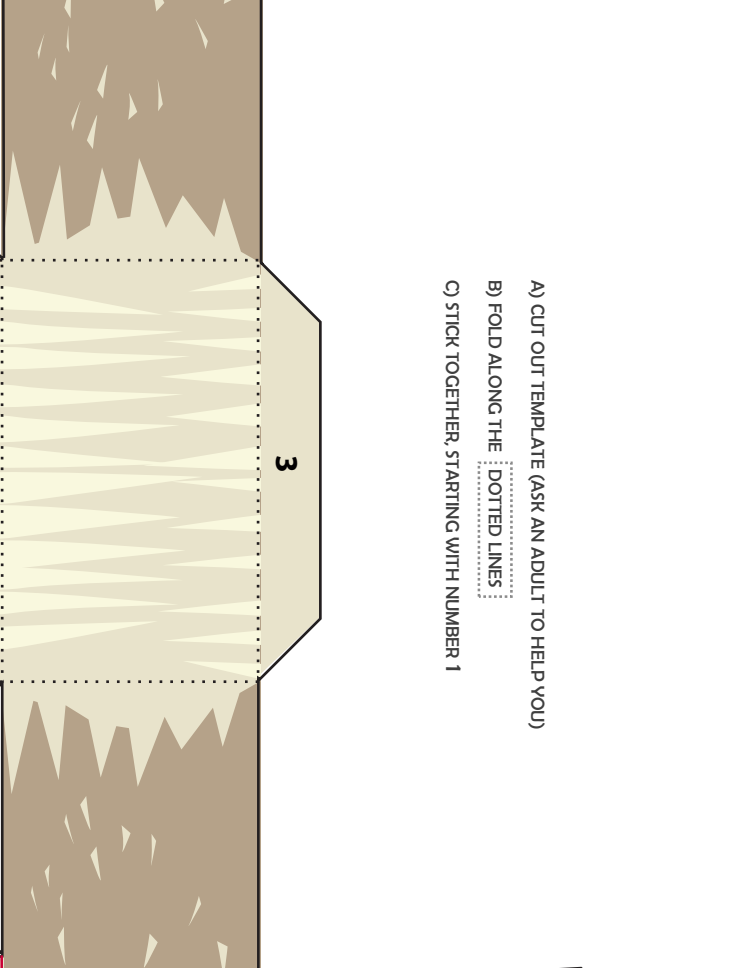 A) CUT OUT TEMPLATE (ASK AN ADULT TO HELP YOU)
B) FOLD ALONG THE DOTTED LINES
C) STICK TOGETHER, STARTING WITH NUMBER 1
3